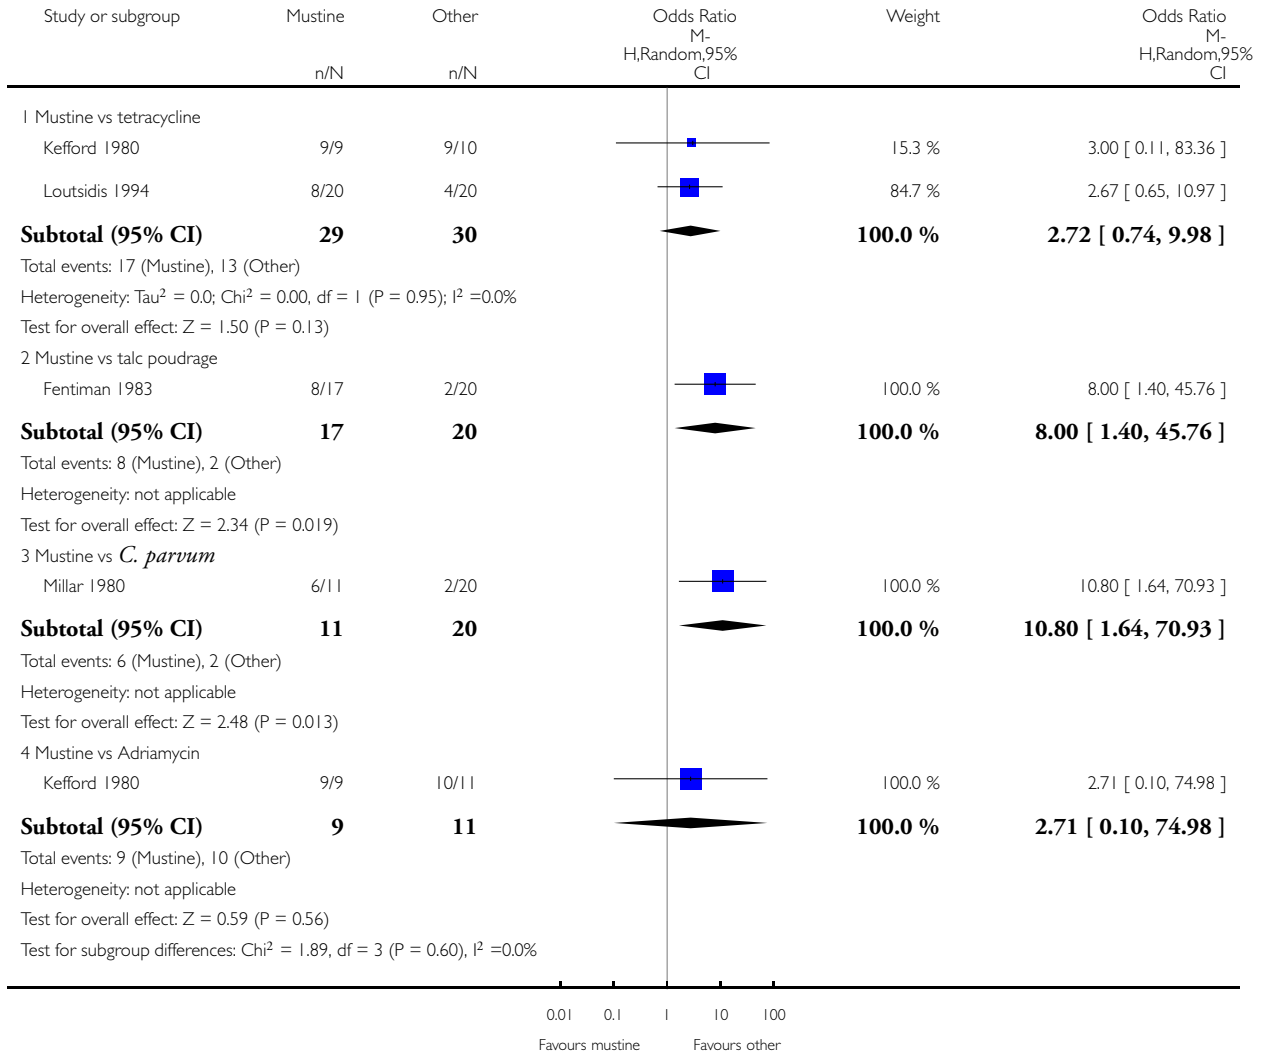 Study or subgroup Mustine Other Odds Ratio Weight Odds Ratio
M- M-
H,Random,95% H,Random,95%
n/N n/N CI CI
1 Mustine vs tetracycline
Kefford 1980 9/9 9/10 15.3 % 3.00 [ 0.11, 83.36 ]
Loutsidis 1994 8/20 4/20 84.7 % 2.67 [ 0.65, 10.97 ]
Subtotal (95% CI) 29 30 100.0 % 2.72 [ 0.74, 9.98 ]
Total events: 17 (Mustine), 13 (Other)
Heterogeneity: Tau² = 0.0; Chi² = 0.00, df = 1 (P = 0.95); I² =0.0%
Test for overall effect: Z = 1.50 (P = 0.13)
2 Mustine vs talc poudrage
Fentiman 1983 8/17 2/20 100.0 % 8.00 [ 1.40, 45.76 ]
Subtotal (95% CI) 17 20 100.0 % 8.00 [ 1.40, 45.76 ]
Total events: 8 (Mustine), 2 (Other)
Heterogeneity: not applicable
Test for overall effect: Z = 2.34 (P = 0.019)
3 Mustine vs C. parvum
Millar 1980 6/11 2/20 100.0 % 10.80 [ 1.64, 70.93 ]
Subtotal (95% CI) 11 20 100.0 % 10.80 [ 1.64, 70.93 ]
Total events: 6 (Mustine), 2 (Other)
Heterogeneity: not applicable
Test for overall effect: Z = 2.48 (P = 0.013)
4 Mustine vs Adriamycin
Kefford 1980 9/9 10/11 100.0 % 2.71 [ 0.10, 74.98 ]
Subtotal (95% CI) 9 11 100.0 % 2.71 [ 0.10, 74.98 ]
Total events: 9 (Mustine), 10 (Other)
Heterogeneity: not applicable
Test for overall effect: Z = 0.59 (P = 0.56)
Test for subgroup differences: Chi² = 1.89, df = 3 (P = 0.60), I² =0.0%
0.01 0.1 1 10 100
Favours mustine Favours other